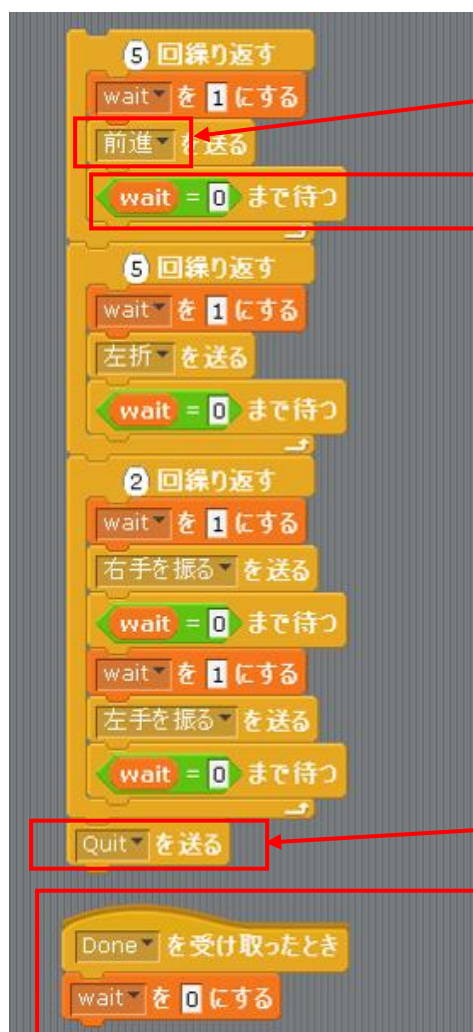 5 回繰り返す
wait を 1 にする
前進 を送る
wait = 0 まで待つ
5 回繰り返す
wait を 1 にする
左折 を送る
wait = 0 まで待つ
2 回繰り返す
wait を 1 にする
右手を振る を送る
wait = 0 まで待つ
wait を 1 にする
左手を振る を送る
wait = 0 まで待つ
Quit を送る
Done を受け取ったとき
wait を 0 にする